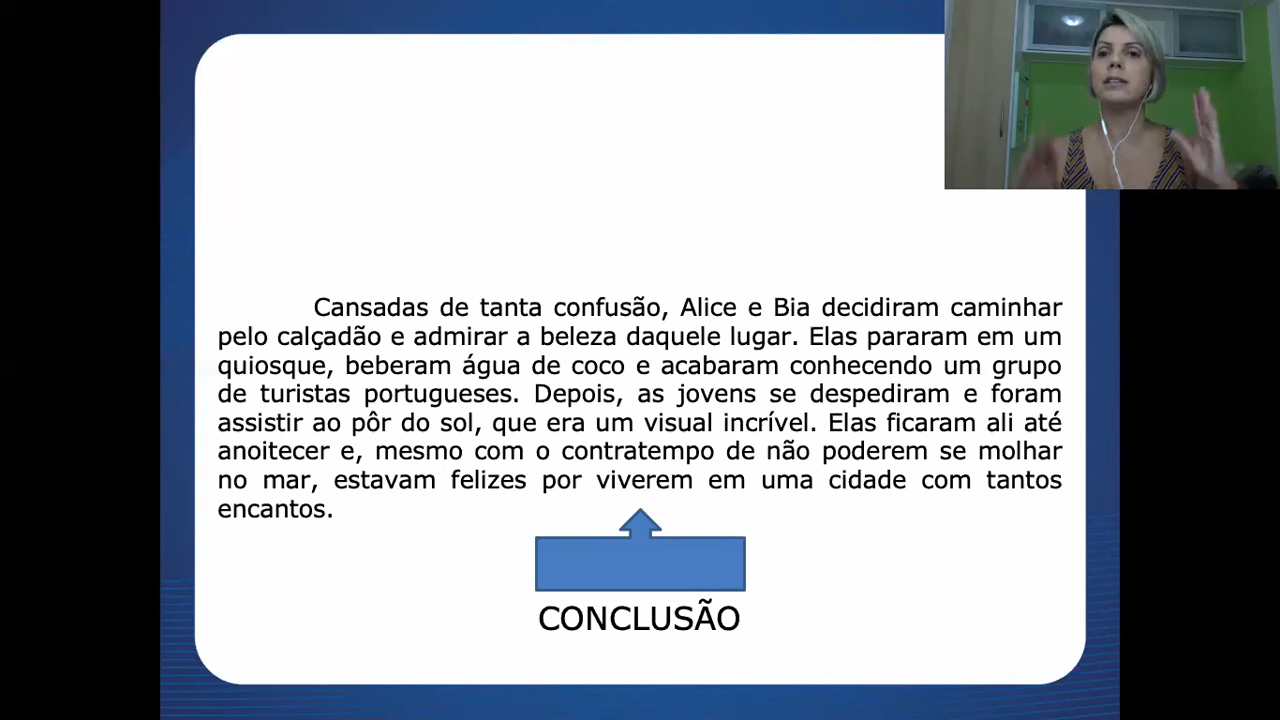 Cansadas de tanta confusão, Alice e Bia decidiram caminhar
pelo calçadão e admirar a beleza daquele lugar. Elas pararam em um
quiosque, beberam água de coco e acabaram conhecendo um grupo
de turistas portugueses. Depois, as jovens se despediram e foram
assistir ao pôr do sol, que era um visual incrível. Elas ficaram ali até
anoitecer e, mesmo com o contratempo de não poderem se molhar
no mar, estavam felizes por viverem em uma cidade com tantos
encantos.
CONCLUSÃO